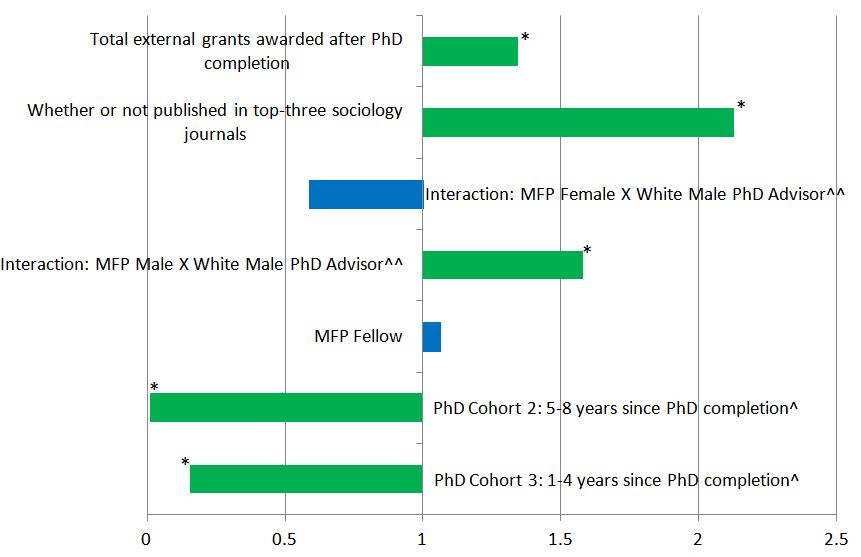 Total external grants awarded after PhD
completion
*
Whether or not published in top-three sociology
journals
*
Interaction: MFP Female X White Male PhD Advisor^^
Interaction: MFP Male X White Male PhD Advisor^^
*
MFP Fellow
*
PhD Cohort 2: 5-8 years since PhD completion^
*
PhD Cohort 3: 1-4 years since PhD completion^
0 0.5 1 1.5 2 2.5